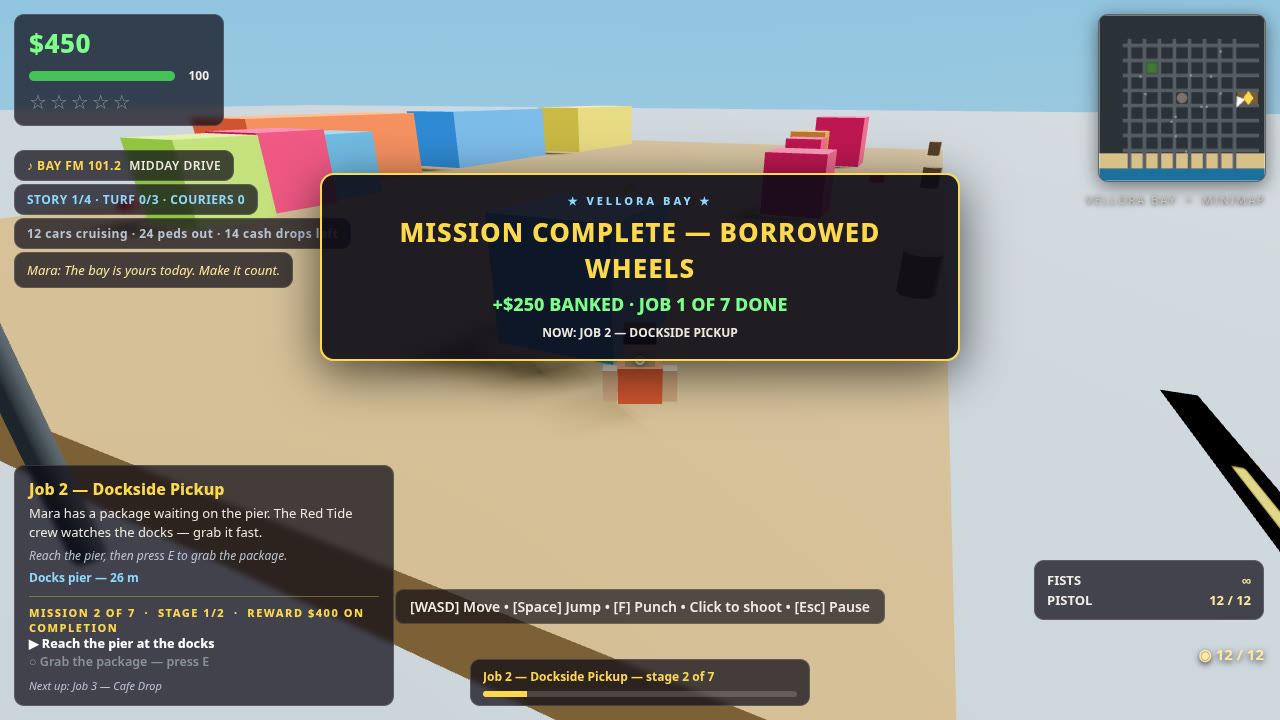 $450
100
☆☆☆☆☆
♪ BAY FM 101.2 MIDDAY DRIVE
STORY 1/4 · TURF 0/3 · COURIERS 0
12 cars cruising · 24 peds out · 14 cash drops left
Mara: The bay is yours today. Make it count.
★ VELLORA BAY ★
MISSION COMPLETE — BORROWED
WHEELS
+$250 BANKED · JOB 1 OF 7 DONE
NOW: JOB 2 — DOCKSIDE PICKUP
VELLORA BAY • MINIMAP
Job 2 — Dockside Pickup
Mara has a package waiting on the pier. The Red Tide
crew watches the docks — grab it fast.
Reach the pier, then press E to grab the package.
Docks pier — 26 m
MISSION 2 OF 7 · STAGE 1/2 · REWARD $400 ON
COMPLETION
▶ Reach the pier at the docks
○ Grab the package — press E
Next up: Job 3 — Cafe Drop
[WASD] Move • [Space] Jump • [F] Punch • Click to shoot • [Esc] Pause
Job 2 — Dockside Pickup — stage 2 of 7
FISTS ∞
PISTOL 12 / 12
◉ 12 / 12